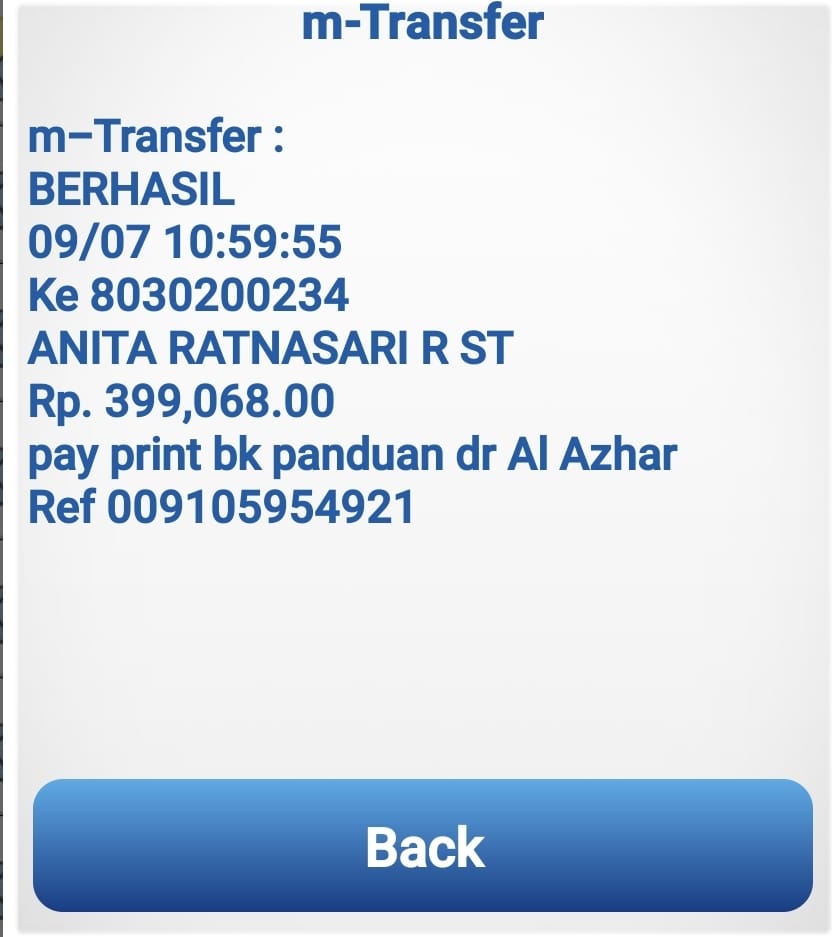 m-Transfer
m-Transfer :
BERHASIL
09/07 10:59:55
Ke 8030200234
ANITA RATNASARI R ST
Rp. 399,068.00
pay print bk panduan dr Al Azhar
Ref 009105954921
Back